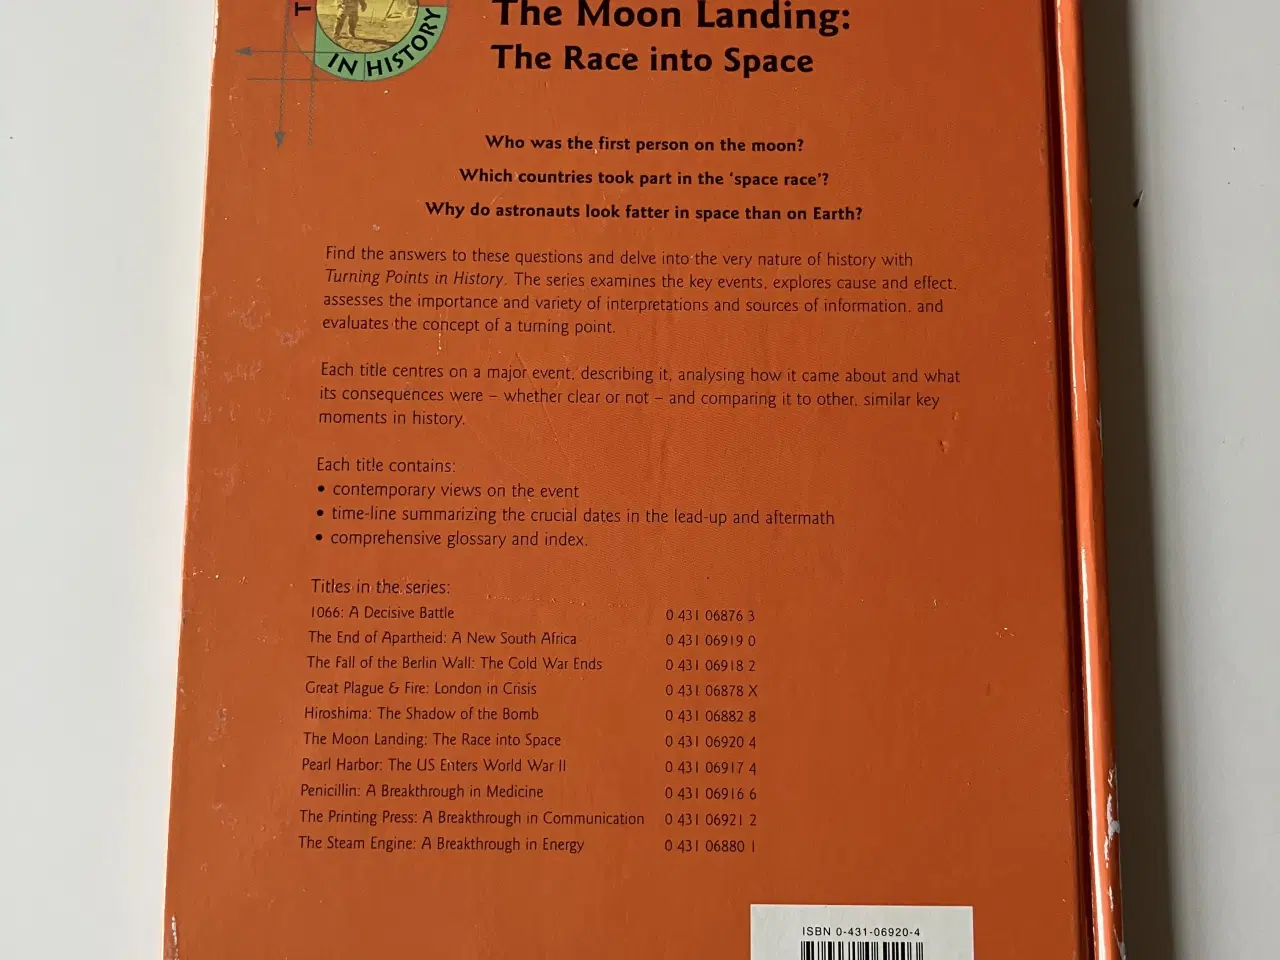 The Moon Landing:
The Race into Space
IN HISTORY
Who was the first person on the moon?
Which countries took part in the ‘space race’?
Why do astronauts look fatter in space than on Earth?
Find the answers to these questions and delve into the very nature of history with
Turning Points in History. The series examines the key events, explores cause and effect,
assesses the importance and variety of interpretations and sources of information, and
evaluates the concept of a turning point.
Each title centres on a major event, describing it, analysing how it came about and what
its consequences were – whether clear or not – and comparing it to other, similar key
moments in history.
Each title contains:
• contemporary views on the event
• time-line summarizing the crucial dates in the lead-up and aftermath
• comprehensive glossary and index.
Titles in the series:
1066: A Decisive Battle 0 431 06876 3
The End of Apartheid: A New South Africa 0 431 06919 0
The Fall of the Berlin Wall: The Cold War Ends 0 431 06918 2
Great Plague & Fire: London in Crisis 0 431 06878 X
Hiroshima: The Shadow of the Bomb 0 431 06882 8
The Moon Landing: The Race into Space 0 431 06920 4
Pearl Harbor: The US Enters World War II 0 431 06917 4
Penicillin: A Breakthrough in Medicine 0 431 06916 6
The Printing Press: A Breakthrough in Communication 0 431 06921 2
The Steam Engine: A Breakthrough in Energy 0 431 06880 1
ISBN 0-431-06920-4